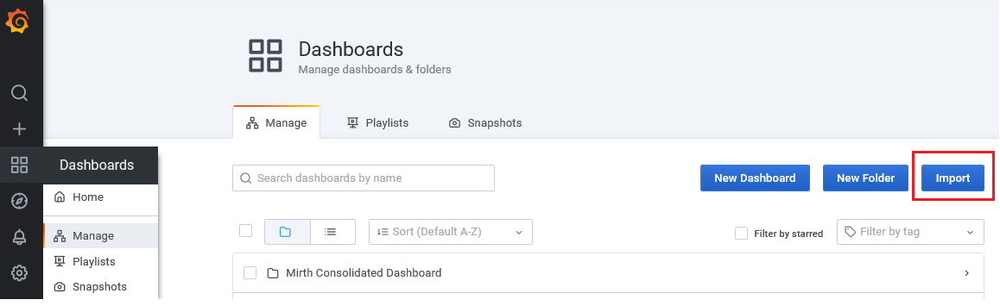 Dashboards
Manage dashboards & folders
Manage Playlists Snapshots
Dashboards
Home
Manage
Playlists
Snapshots
Search dashboards by name New Dashboard New Folder Import
Sort (Default A-Z) Filter by starred Filter by tag
Mirth Consolidated Dashboard